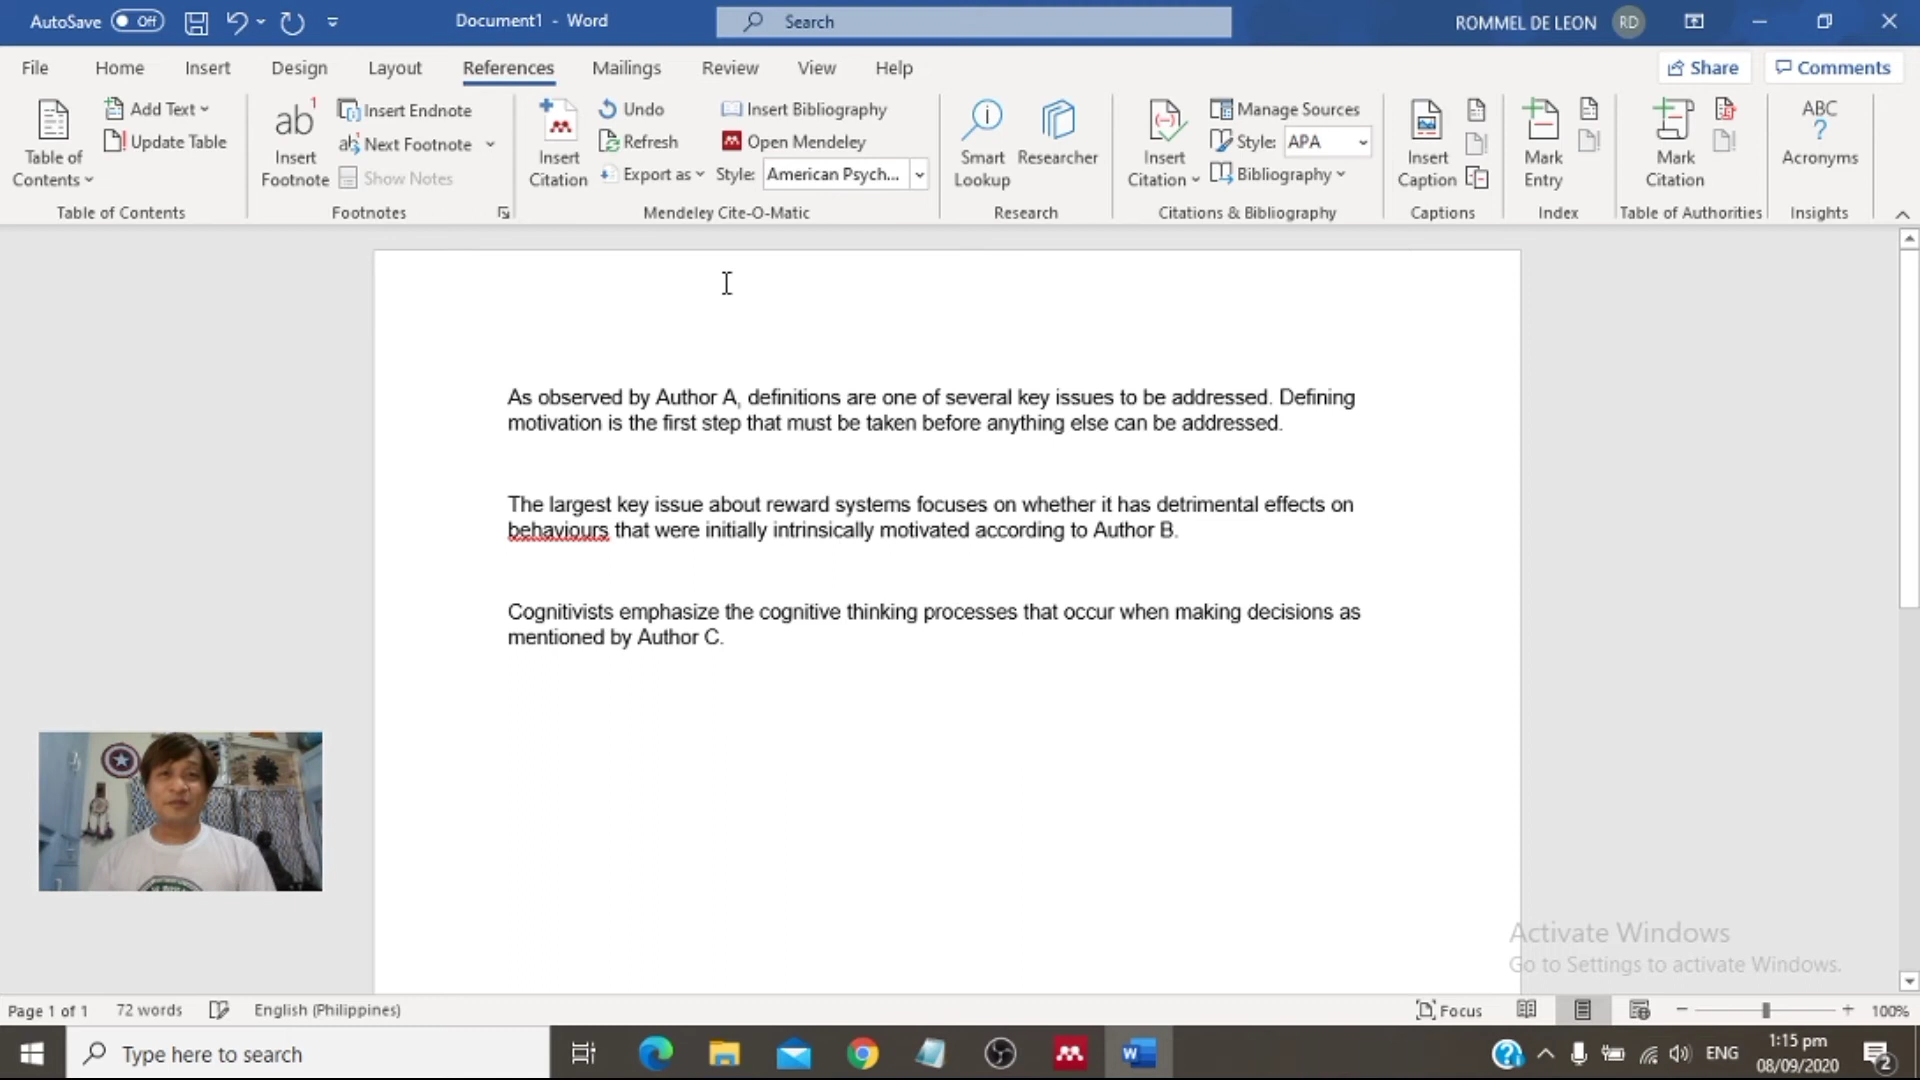 AutoSave Off Document1 - Word Search ROMMEL DE LEON RD
File Home Insert Design Layout References Mailings Review View Help Share Comments
Table of Contents
Add Text
Update Table
Table of Contents
ab 1
Insert Footnote
Insert Endnote
Next Footnote
Show Notes
Footnotes
Insert Citation
Undo
Refresh
Export as
Insert Bibliography
Open Mendeley
Style: American Psych...
Mendeley Cite-O-Matic
Smart Lookup
Researcher
Research
Insert Citation
Manage Sources
Style: APA
Bibliography
Citations & Bibliography
Insert Caption
Captions
Mark Entry
Index
Mark Citation
Table of Authorities
ABC
?
Acronyms
Insights
As observed by Author A, definitions are one of several key issues to be addressed. Defining
motivation is the first step that must be taken before anything else can be addressed.
The largest key issue about reward systems focuses on whether it has detrimental effects on
behaviours that were initially intrinsically motivated according to Author B.
Cognitivists emphasize the cognitive thinking processes that occur when making decisions as
mentioned by Author C.
Activate Windows
Go to Settings to activate Windows.
Page 1 of 1 72 words English (Philippines) Focus 100%
Type here to search
W
ENG
1:15 pm
08/09/2020
2